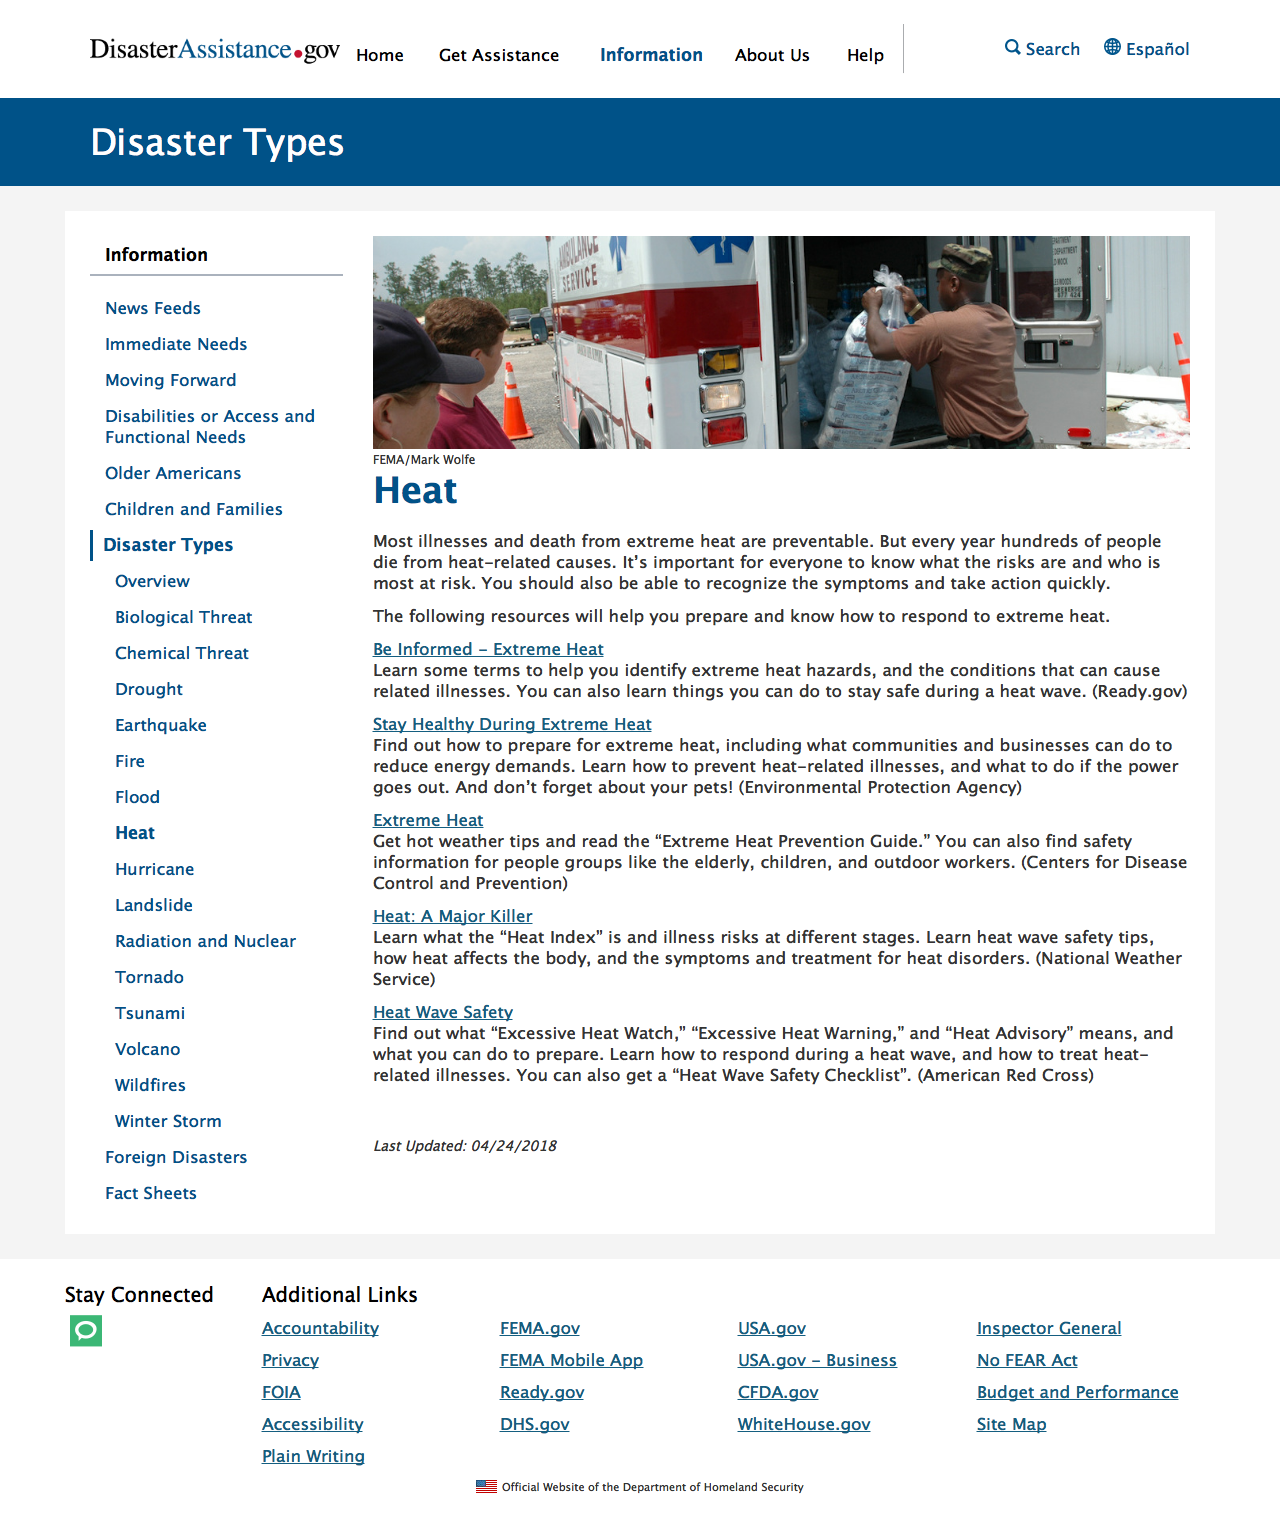 DisasterAssistance.gov Home Get Assistance Information About Us Help Search Español
Disaster Types
Information
News Feeds
Immediate Needs
Moving Forward
Disabilities or Access and
Functional Needs
Older Americans
Children and Families
Disaster Types
Overview
Biological Threat
Chemical Threat
Drought
Earthquake
Fire
Flood
Heat
Hurricane
Landslide
Radiation and Nuclear
Tornado
Tsunami
Volcano
Wildfires
Winter Storm
Foreign Disasters
Fact Sheets
AMBULANCE
SERVICE
FEMA/Mark Wolfe
Heat
Most illnesses and death from extreme heat are preventable. But every year hundreds of people
die from heat-related causes. It’s important for everyone to know what the risks are and who is
most at risk. You should also be able to recognize the symptoms and take action quickly.
The following resources will help you prepare and know how to respond to extreme heat.
Be Informed - Extreme Heat
Learn some terms to help you identify extreme heat hazards, and the conditions that can cause
related illnesses. You can also learn things you can do to stay safe during a heat wave. (Ready.gov)
Stay Healthy During Extreme Heat
Find out how to prepare for extreme heat, including what communities and businesses can do to
reduce energy demands. Learn how to prevent heat-related illnesses, and what to do if the power
goes out. And don’t forget about your pets! (Environmental Protection Agency)
Extreme Heat
Get hot weather tips and read the “Extreme Heat Prevention Guide.” You can also find safety
information for people groups like the elderly, children, and outdoor workers. (Centers for Disease
Control and Prevention)
Heat: A Major Killer
Learn what the “Heat Index” is and illness risks at different stages. Learn heat wave safety tips,
how heat affects the body, and the symptoms and treatment for heat disorders. (National Weather
Service)
Heat Wave Safety
Find out what “Excessive Heat Watch,” “Excessive Heat Warning,” and “Heat Advisory” means, and
what you can do to prepare. Learn how to respond during a heat wave, and how to treat heat-
related illnesses. You can also get a “Heat Wave Safety Checklist”. (American Red Cross)
Last Updated: 04/24/2018
Stay Connected
Additional Links
Accountability FEMA.gov USA.gov Inspector General
Privacy FEMA Mobile App USA.gov - Business No FEAR Act
FOIA Ready.gov CFDA.gov Budget and Performance
Accessibility DHS.gov WhiteHouse.gov Site Map
Plain Writing
Official Website of the Department of Homeland Security